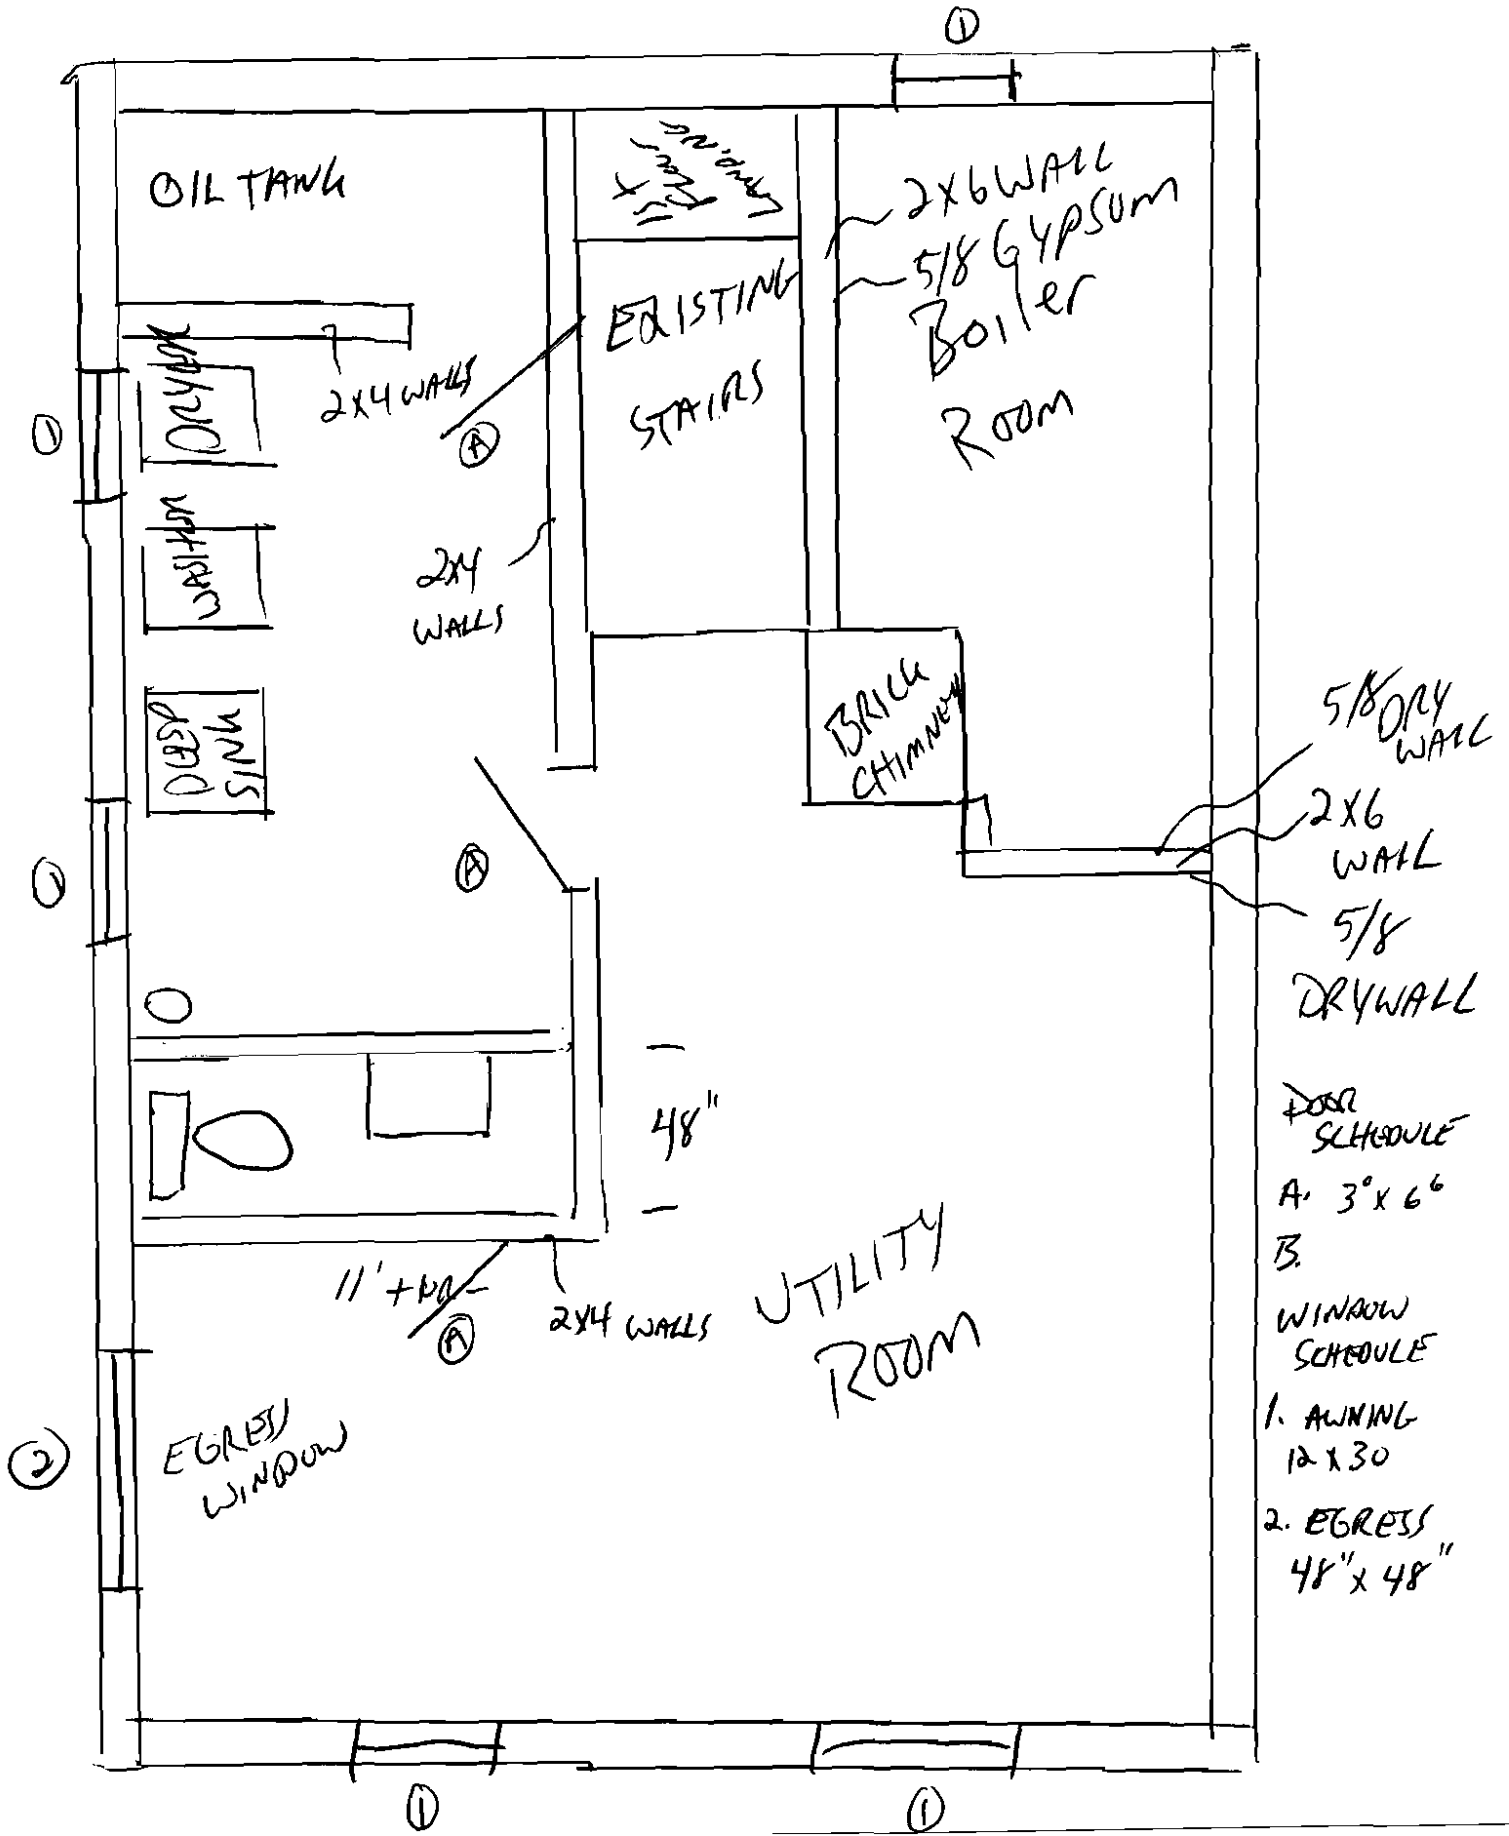 ①
OIL TANK
2X6 WALL
5/8 GYPSUM
Boiler
ROOM
EXISTING
STAIRS
2X4 WALLS
DRYER
①
Ⓐ
2X4
WALLS
WASHER
DEEP
SINK
BRICK
CHIMNEY
5/8 DRY
WALL
2X6
WALL
5/8
DRYWALL
Ⓐ
①
48"
DOOR
SCHEDULE
A. 3⁰ X 6⁶
B.
UTILITY
ROOM
11' +
Ⓐ
2X4 WALLS
WINDOW
SCHEDULE
1. AWNING
12 X 30
2. EGRESS
48" X 48"
EGRESS
WINDOW
②
①
①